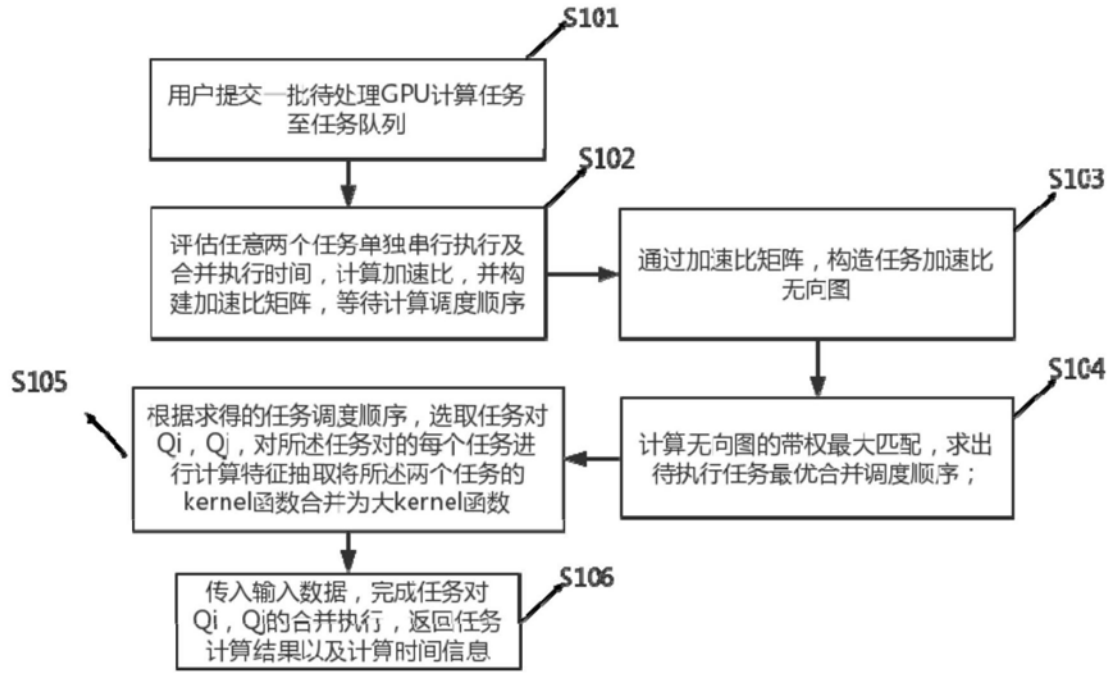 S101
用户提交一批待处理GPU计算任务
至任务队列
S102
评估任意两个任务单独串行执行及
合并执行时间，计算加速比，并构
建加速比矩阵，等待计算调度顺序
S103
通过加速比矩阵，构造任务加速比
无向图
S104
计算无向图的带权最大匹配，求出
待执行任务最优合并调度顺序；
S105
根据求得的任务调度顺序，选取任务对
Qi，Qj，对所述任务对的每个任务进
行计算特征抽取将所述两个任务的
kernel函数合并为大kernel函数
S106
传入输入数据，完成任务对
Qi，Qj的合并执行，返回任务
计算结果以及计算时间信息